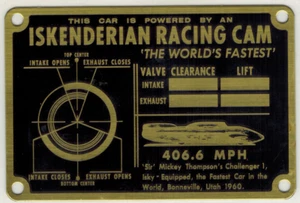 THIS CAR IS POWERED BY AN
ISKENDERIAN RACING CAM
'THE WORLD'S FASTEST'
TOP CENTER
INTAKE OPENS
EXHAUST CLOSES
VALVE CLEARANCE LIFT
INTAKE
EXHAUST
INTAKE CLOSES
EXHAUST OPENS
BOTTOM CENTER
406.6 MPH
'Sir' Mickey Thompson's Challenger 1,
Isky-Equipped, the Fastest Car in the
World, Bonneville, Utah 1960.